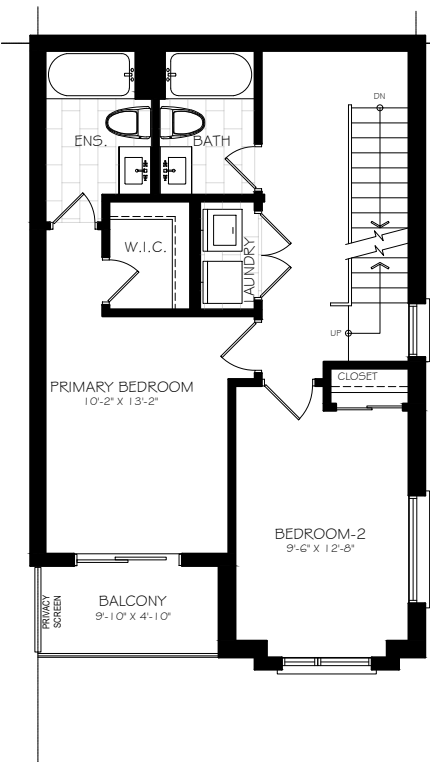 DN
ENS.
BATH
W.I.C.
LAUNDRY
UP
CLOSET
PRIMARY BEDROOM
10'-2" X 13'-2"
BEDROOM-2
9'-6" X 12'-8"
BALCONY
9'-10" X 4'-10"
PRIVACY
SCREEN